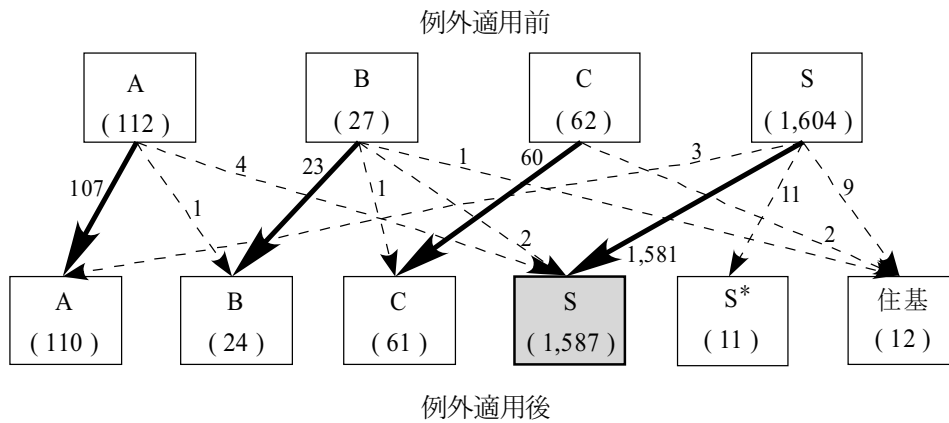 例外適用前
A B C S
( 112 ) ( 27 ) ( 62 ) ( 1,604 )
107 1 4 23 1 2 1 60 3 1,581 11 2 9
A B C S S* 住基
( 110 ) ( 24 ) ( 61 ) ( 1,587 ) ( 11 ) ( 12 )
例外適用後